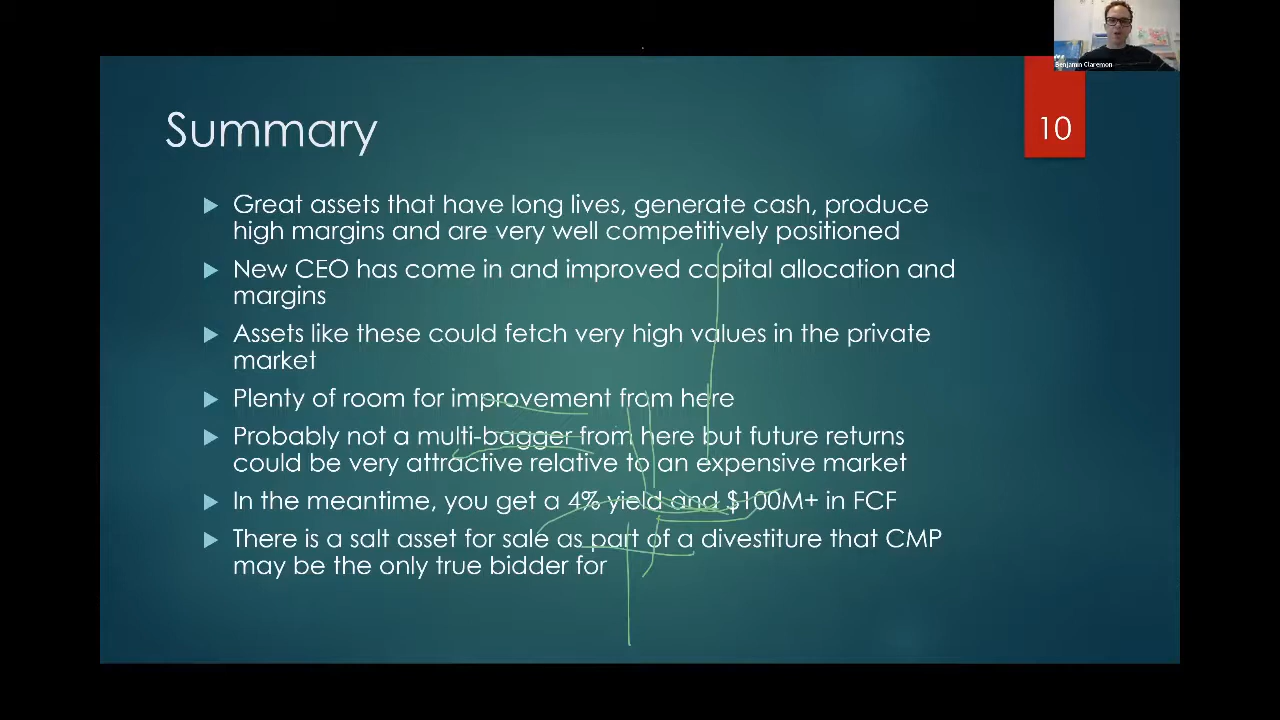 Benjamin Claremon
Summary
10
Great assets that have long lives, generate cash, produce
high margins and are very well competitively positioned
New CEO has come in and improved capital allocation and
margins
Assets like these could fetch very high values in the private
market
Plenty of room for improvement from here
Probably not a multi-bagger from here but future returns
could be very attractive relative to an expensive market
In the meantime, you get a 4% yield and $100M+ in FCF
There is a salt asset for sale as part of a divestiture that CMP
may be the only true bidder for